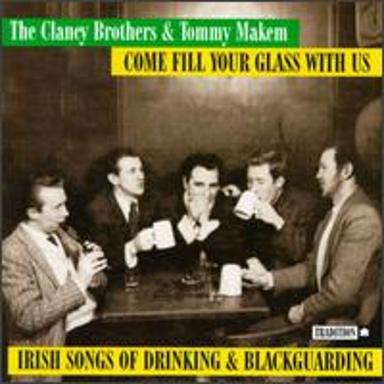 The Clancy Brothers & Tommy Makem
COME FILL YOUR GLASS WITH US
TRADITION
IRISH SONGS OF DRINKING & BLACKGUARDING